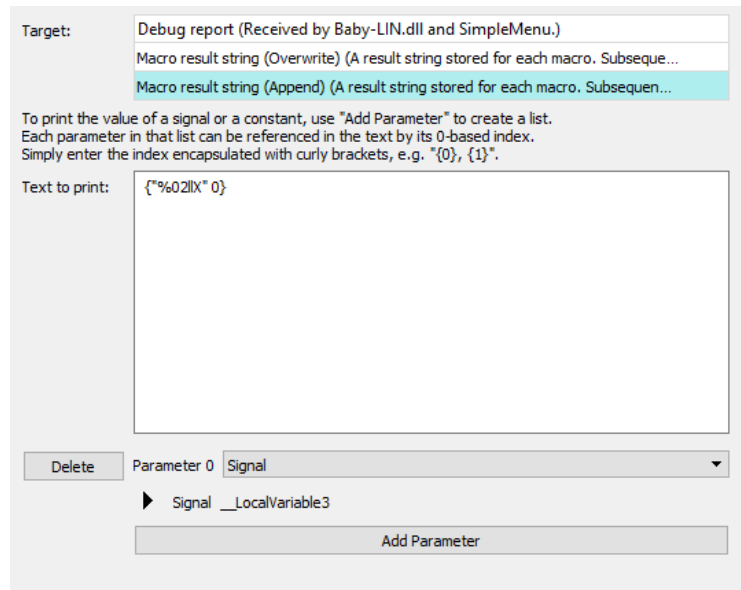 Target:
Debug report (Received by Baby-LIN.dll and SimpleMenu.)
Macro result string (Overwrite) (A result string stored for each macro. Subseque...
Macro result string (Append) (A result string stored for each macro. Subsequen...
To print the value of a signal or a constant, use "Add Parameter" to create a list.
Each parameter in that list can be referenced in the text by its 0-based index.
Simply enter the index encapsulated with curly brackets, e.g. "{0}, {1}".
Text to print:
{"%02llX" 0}
Delete
Parameter 0
Signal
Signal __LocalVariable3
Add Parameter